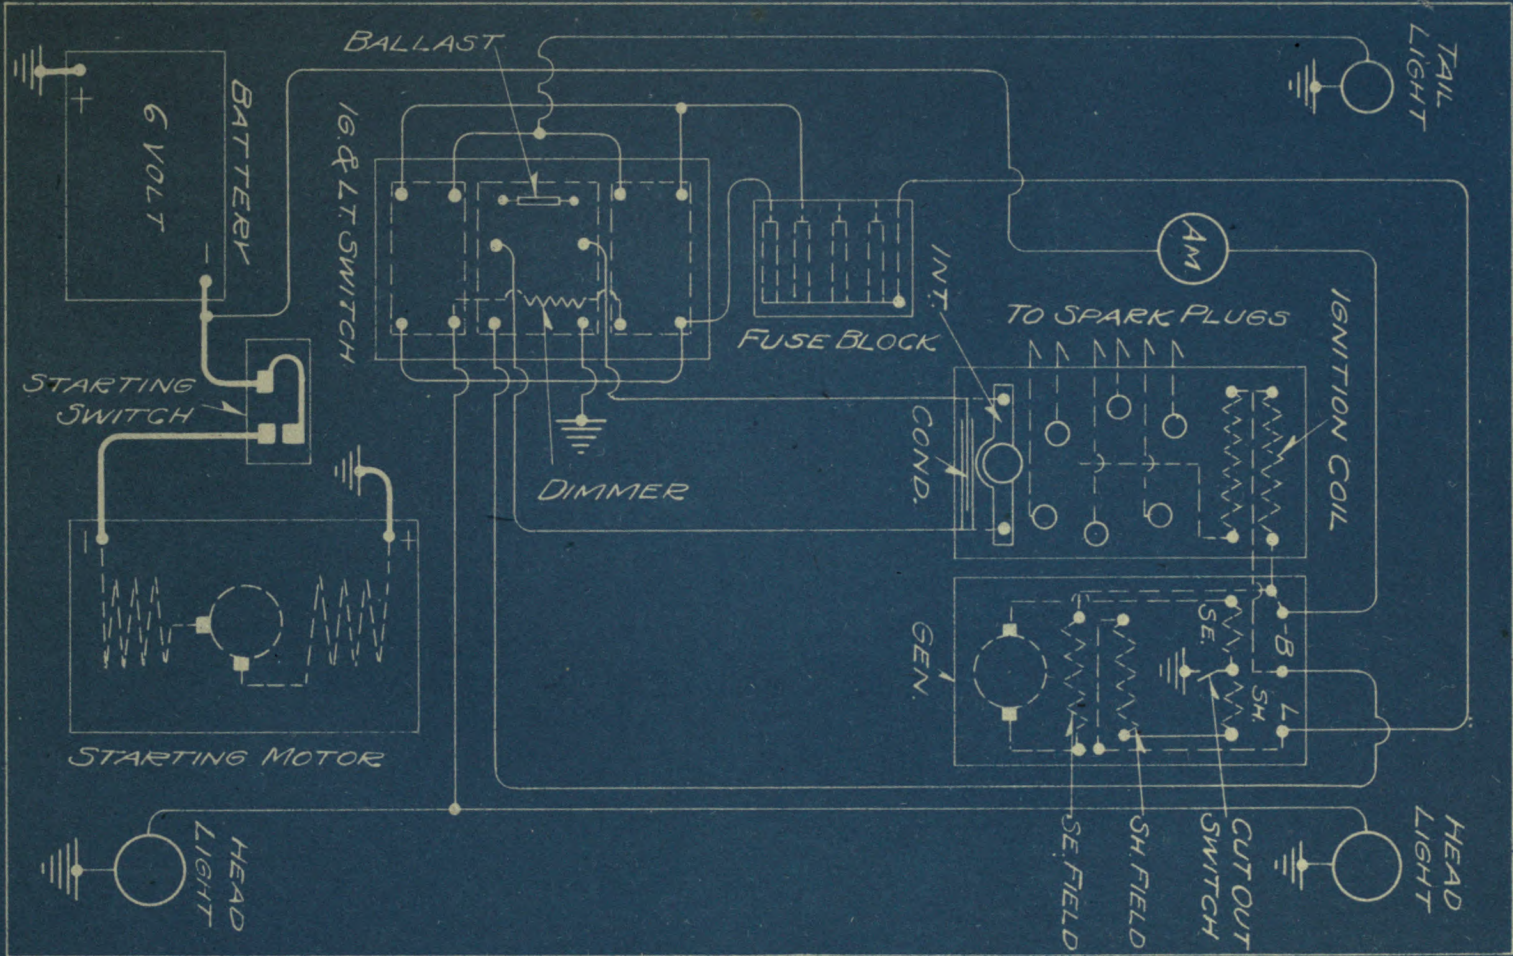 BALLAST
TAIL
LIGHT
+
6 VOLT
-
BATTERY
IG. & LT. SWITCH
AM
INT.
TO SPARK PLUGS
FUSE BLOCK
IGNITION COIL
STARTING
SWITCH
COND.
DIMMER
-
+
GEN.
SE.
-B
SH.
L
STARTING MOTOR
HEAD
LIGHT
SE. FIELD
SH. FIELD
CUT OUT
SWITCH
HEAD
LIGHT